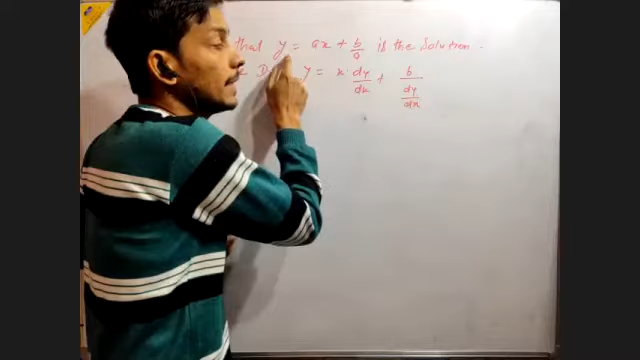 that y = ax + b/a is the solution.
y = x · dy/dx + b/(dy/dx)